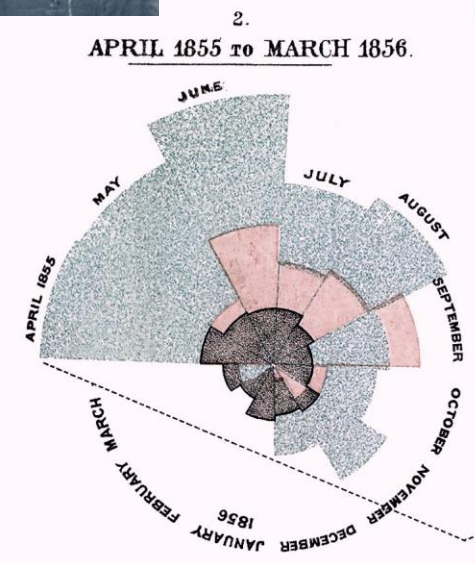 2.
APRIL 1855 TO MARCH 1856.
APRIL 1855
MAY
JUNE
JULY
AUGUST
SEPTEMBER
OCTOBER
NOVEMBER
DECEMBER
JANUARY
1856
FEBRUARY
MARCH